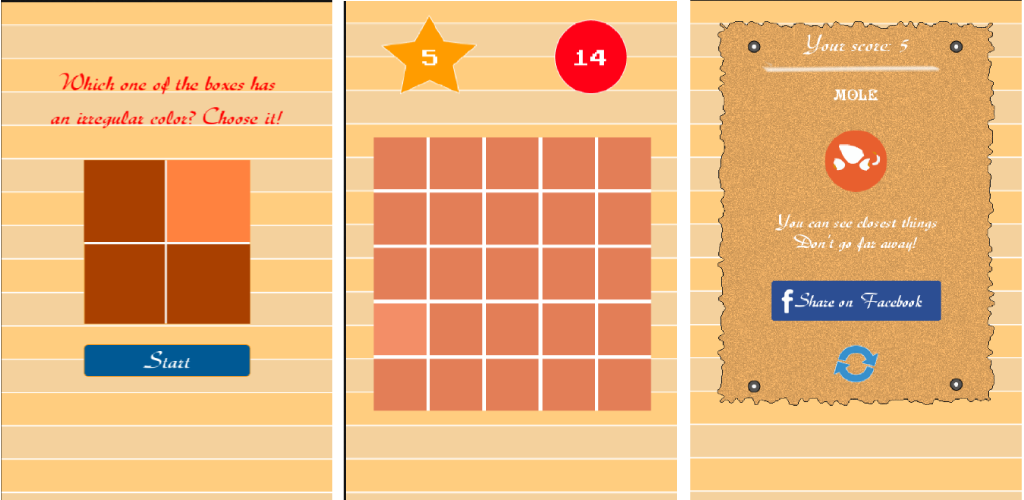 Which one of the boxes has
an irregular color? Choose it!
Start
5
14
Your score: 5
MOLE
You can see closest things
Don't go far away!
f Share on Facebook